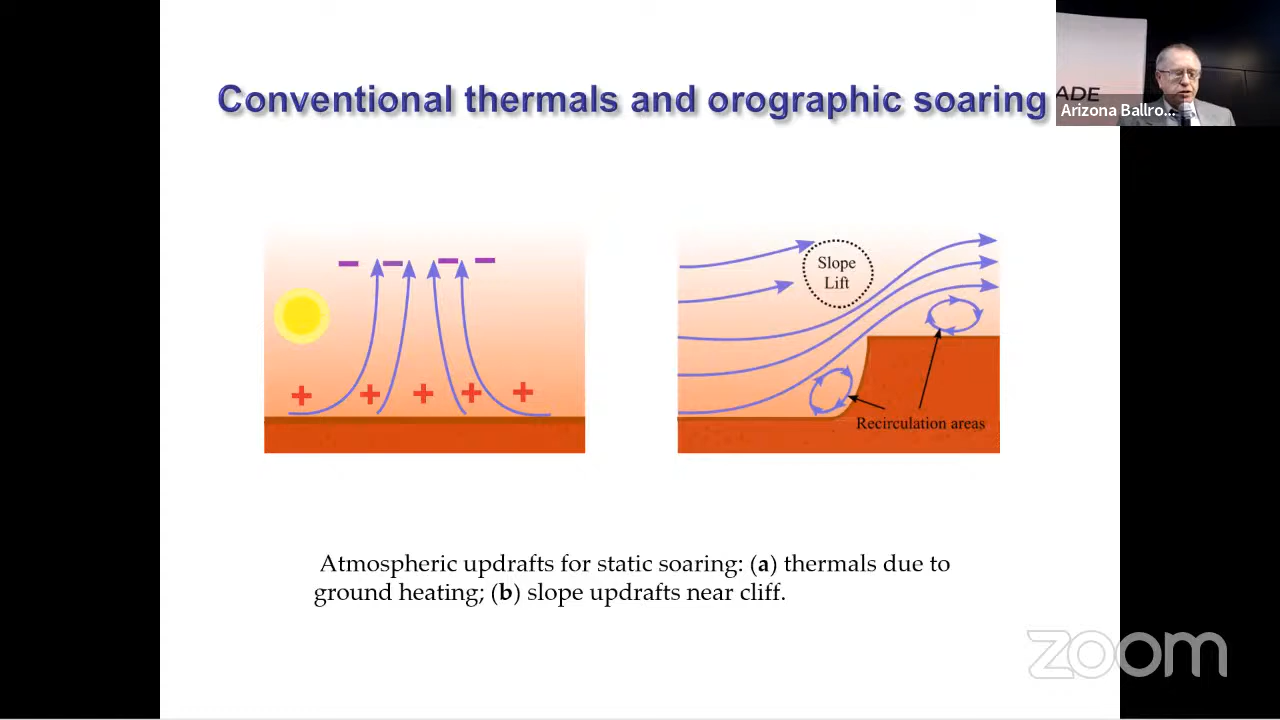 Conventional thermals and orographic soaring
ADE
Arizona Ballro...
Slope
Lift
Recirculation areas
Atmospheric updrafts for static soaring: (a) thermals due to
ground heating; (b) slope updrafts near cliff.
zoom